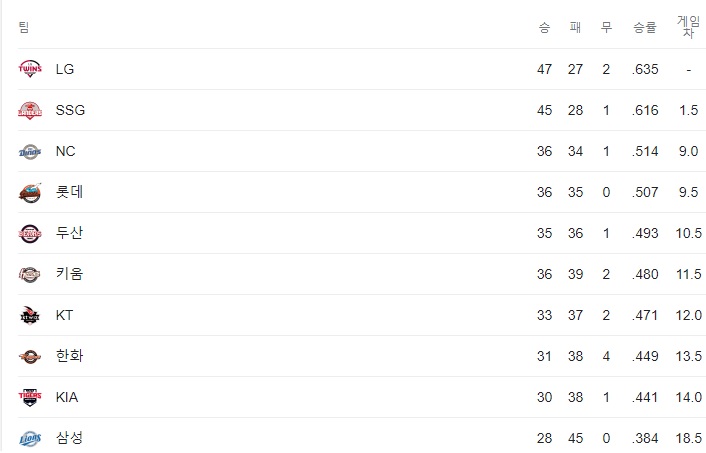 팀 승 패 무 승률 게임
차
LG 47 27 2 .635 -
SSG 45 28 1 .616 1.5
NC 36 34 1 .514 9.0
롯데 36 35 0 .507 9.5
두산 35 36 1 .493 10.5
키움 36 39 2 .480 11.5
KT 33 37 2 .471 12.0
한화 31 38 4 .449 13.5
KIA 30 38 1 .441 14.0
삼성 28 45 0 .384 18.5